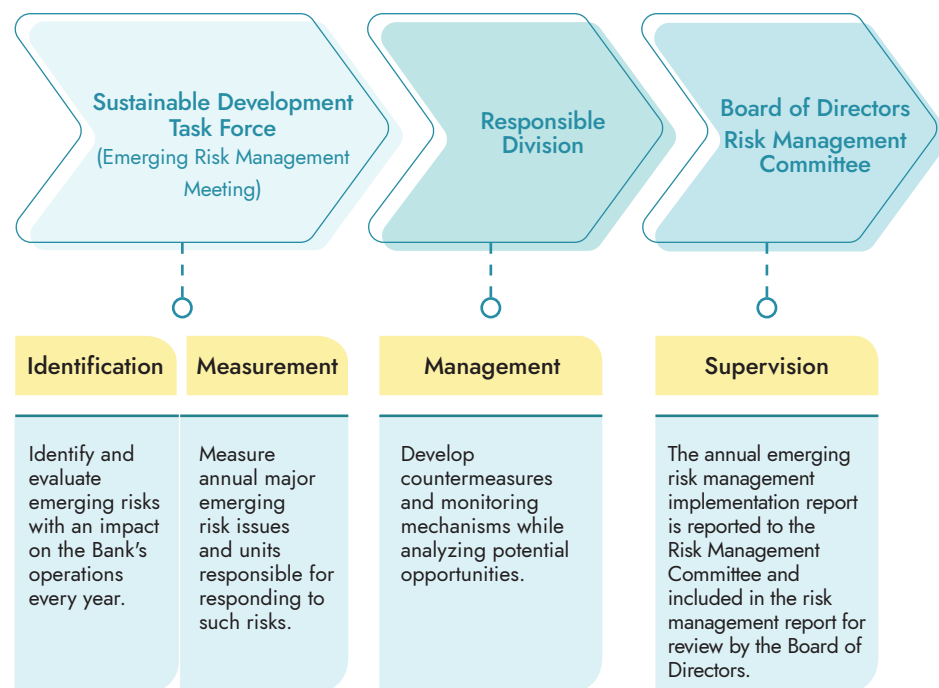 Sustainable Development
Task Force
(Emerging Risk Management
Meeting)
Responsible
Division
Board of Directors
Risk Management
Committee
Identification
Identify and
evaluate
emerging risks
with an impact
on the Bank's
operations
every year.
Measurement
Measure
annual major
emerging
risk issues
and units
responsible for
responding to
such risks.
Management
Develop
countermeasures
and monitoring
mechanisms while
analyzing potential
opportunities.
Supervision
The annual emerging
risk management
implementation report
is reported to the
Risk Management
Committee and
included in the risk
management report for
review by the Board of
Directors.